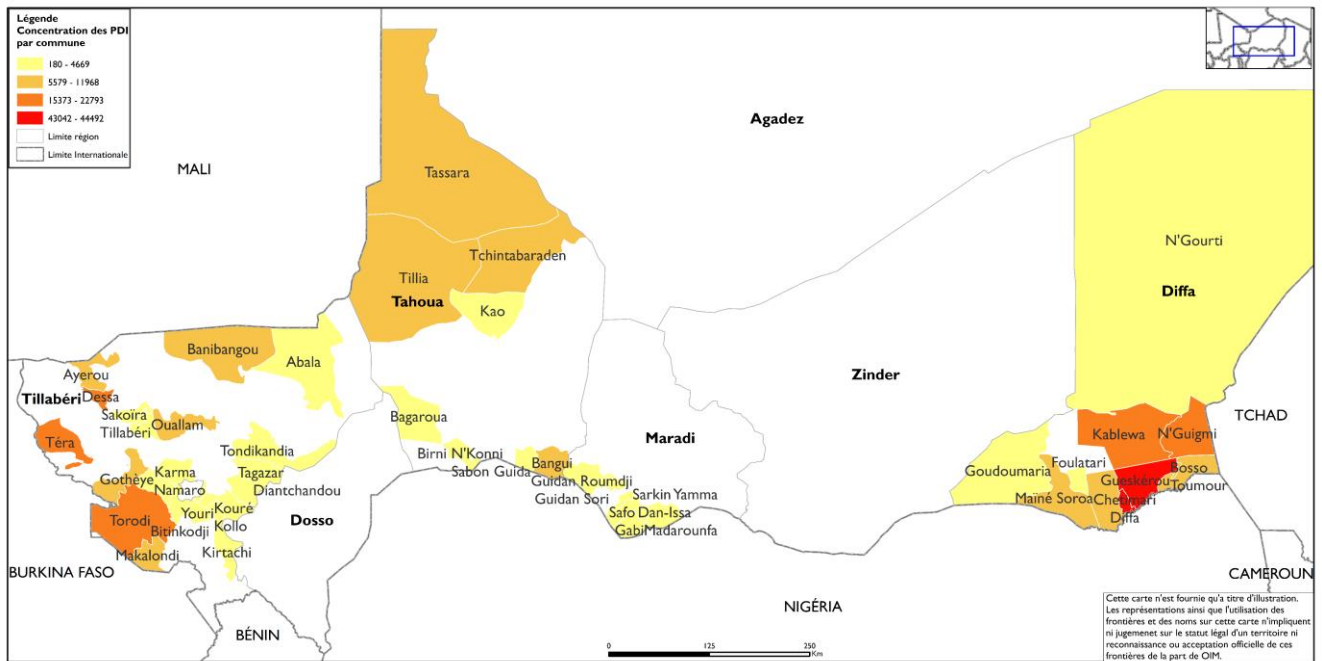 Légende
Concentration des PDI
par commune
180 - 4669
5579 - 11968
15373 - 22793
43042 - 44492
Limite région
Limite Internationale
Agadez
MALI
Tassara
Tchintabaraden
N'Gourti
Tillia
Tahoua
Diffa
Kao
Banibangou
Abala
Ayerou
Zinder
Tillabéri
Dessa
Sakoïra
Tillabéri
Ouallam
Bagaroua
TCHAD
Maradi
Kablewa
N'Guigmi
Téra
Tondikandia
Birni N'Konni
Sabon Guida
Bangui
Goudoumaria
Foulatari
Bosso
Gothèye
Karma
Tagazar
Guidan Roumdji
Gueskérou
Toumour
Namaro
Diantchandou
Guidan Sori
Sarkin Yamma
Maïné Soroa
Chetimari
Torodi
Youri
Kouré
Dosso
Safo
Dan-Issa
Diffa
Bitinkodji
Kollo
Gabi
Madarounfa
Makalondi
Kirtachi
BURKINA FASO
CAMEROUN
NIGÉRIA
BÉNIN
0 125 250
Km
Cette carte n'est fournie qu'a titre d'illustration.
Les représentations ainsi que l'utilisation des
frontières et des noms sur cette carte n'impliquent
ni jugemenet sur le statut légal d'un territoire ni
reconnaissance ou acceptation officielle de ces
frontières de la part de OIM.